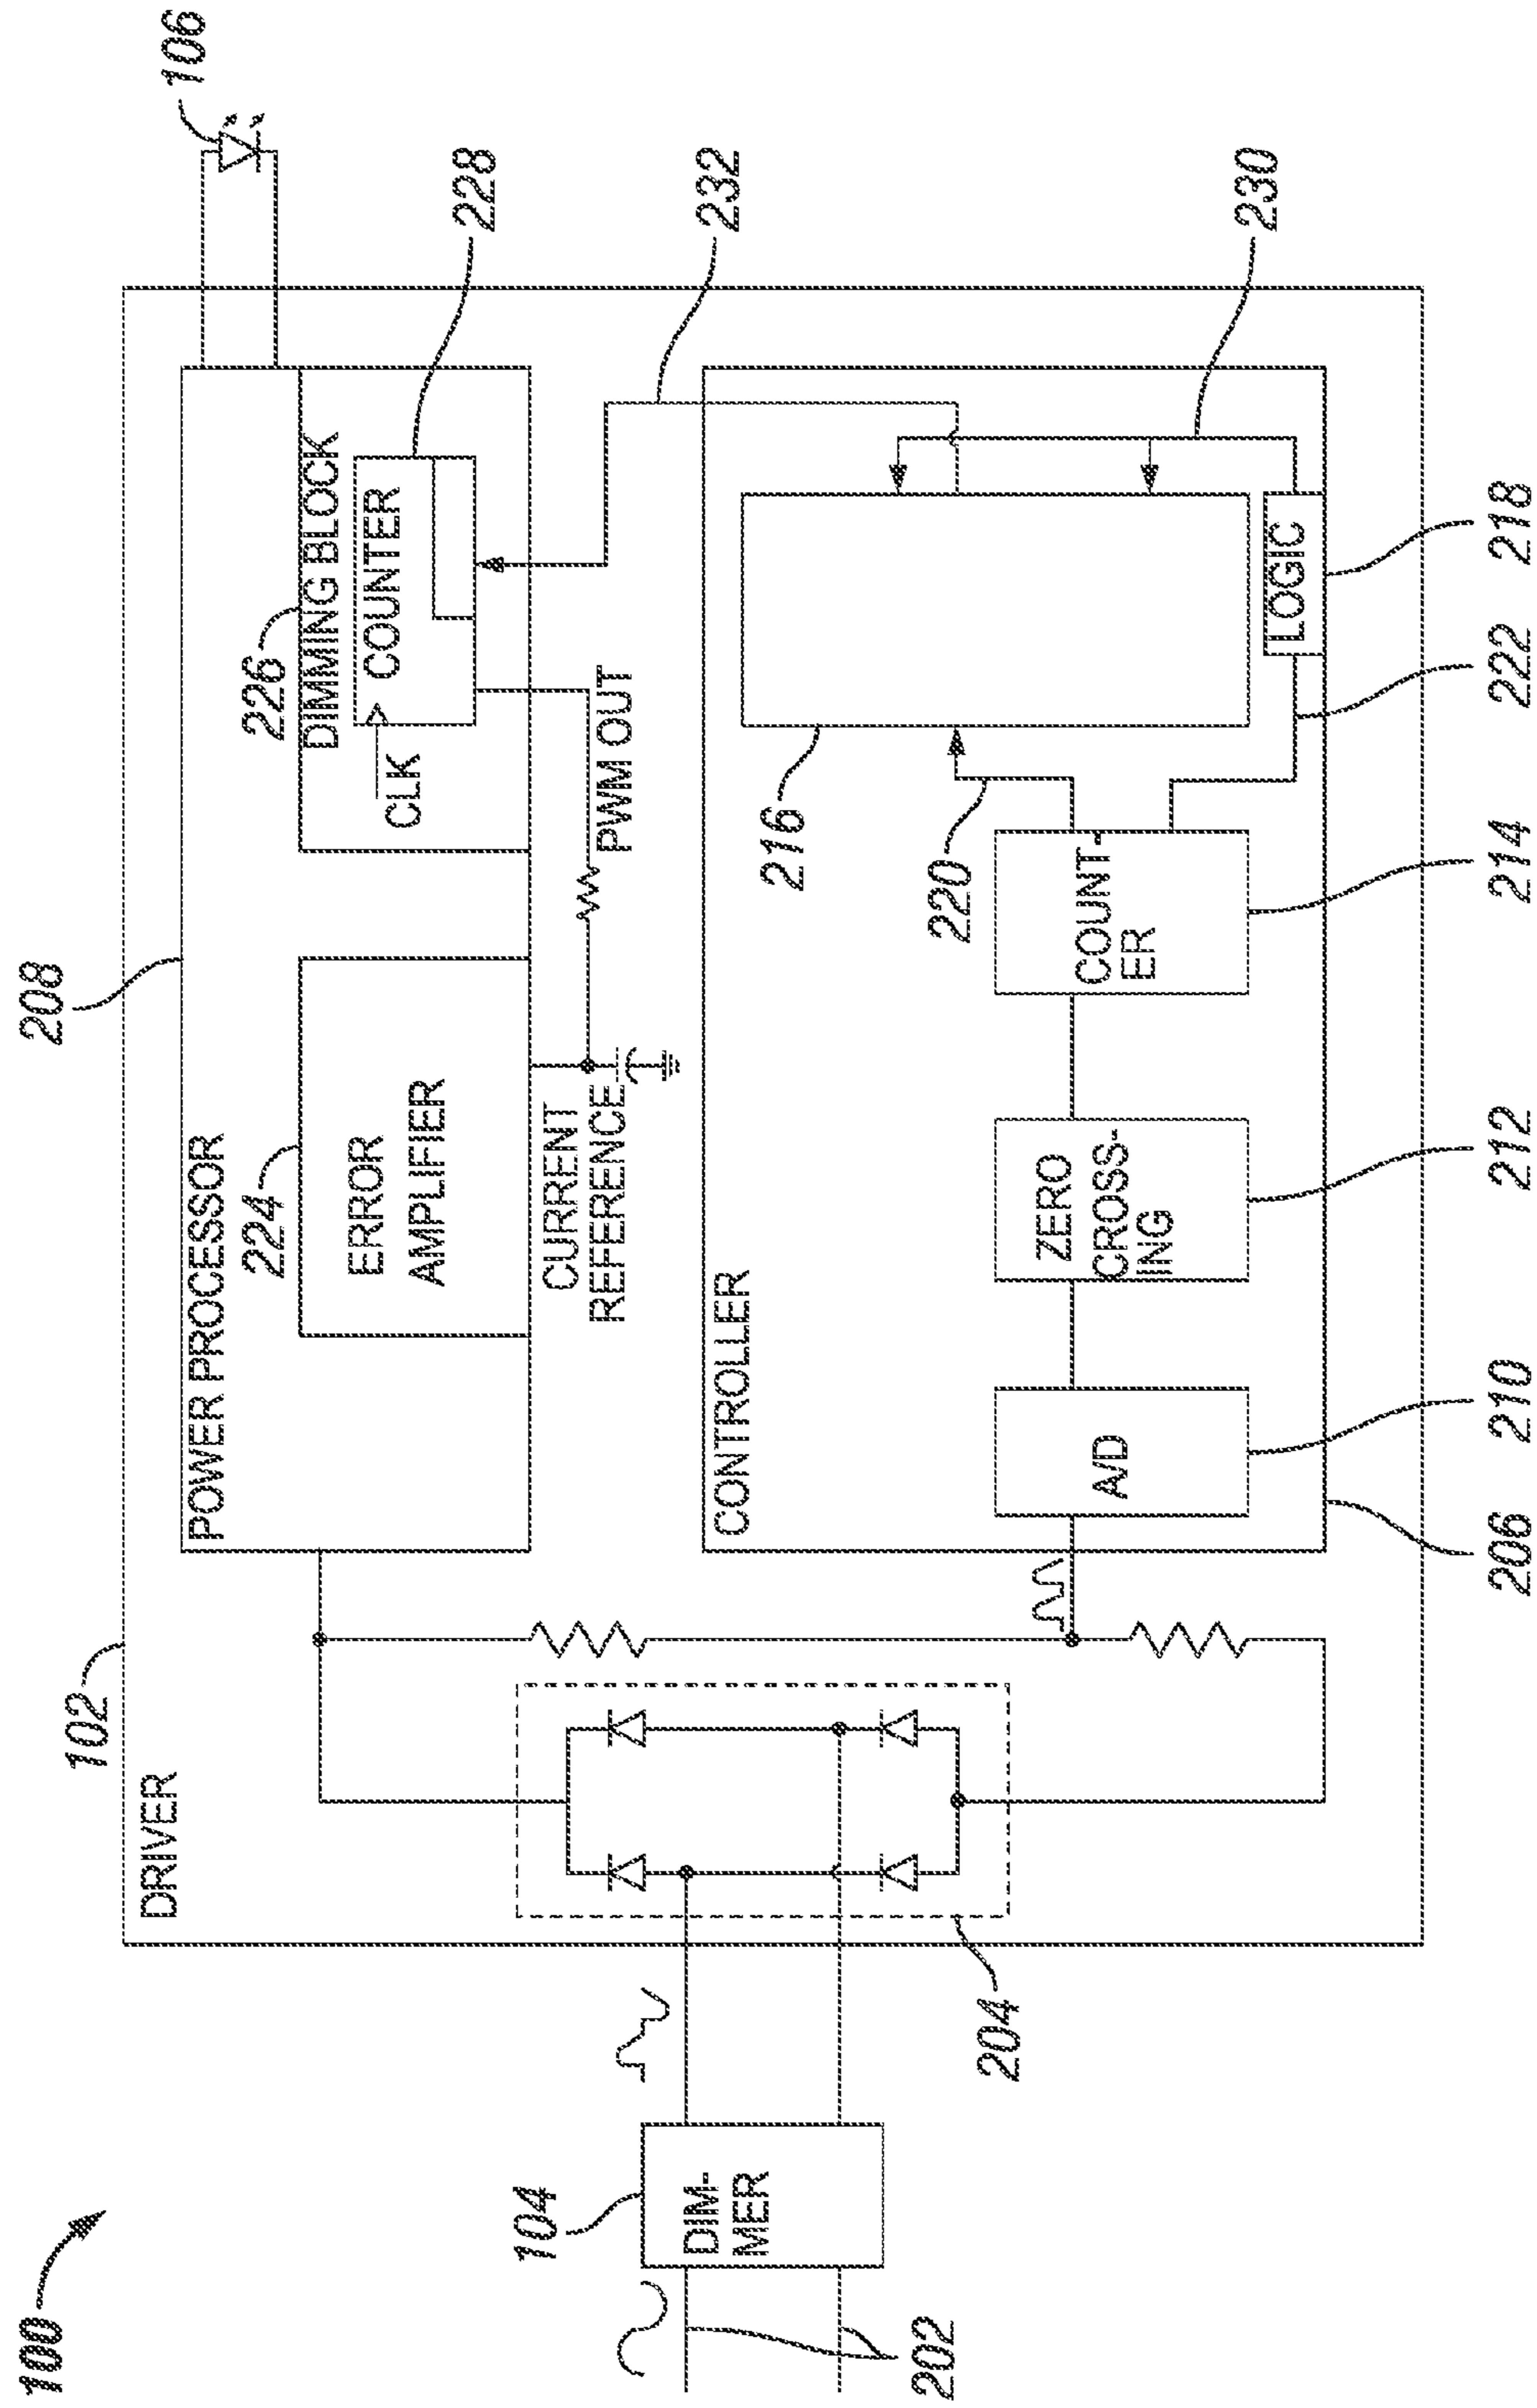 100
102
DRIVER
208
POWER PROCESSOR
224
ERROR
AMPLIFIER
226
DIMMING BLOCK
COUNTER
CLK
106
228
232
CURRENT
REFERENCE
PWM OUT
CONTROLLER
A/D
ZERO
CROSS-
ING
COUNT-
ER
216
220
LOGIC
230
104
DIM-
MER
202
204
206
210
212
214
222
218